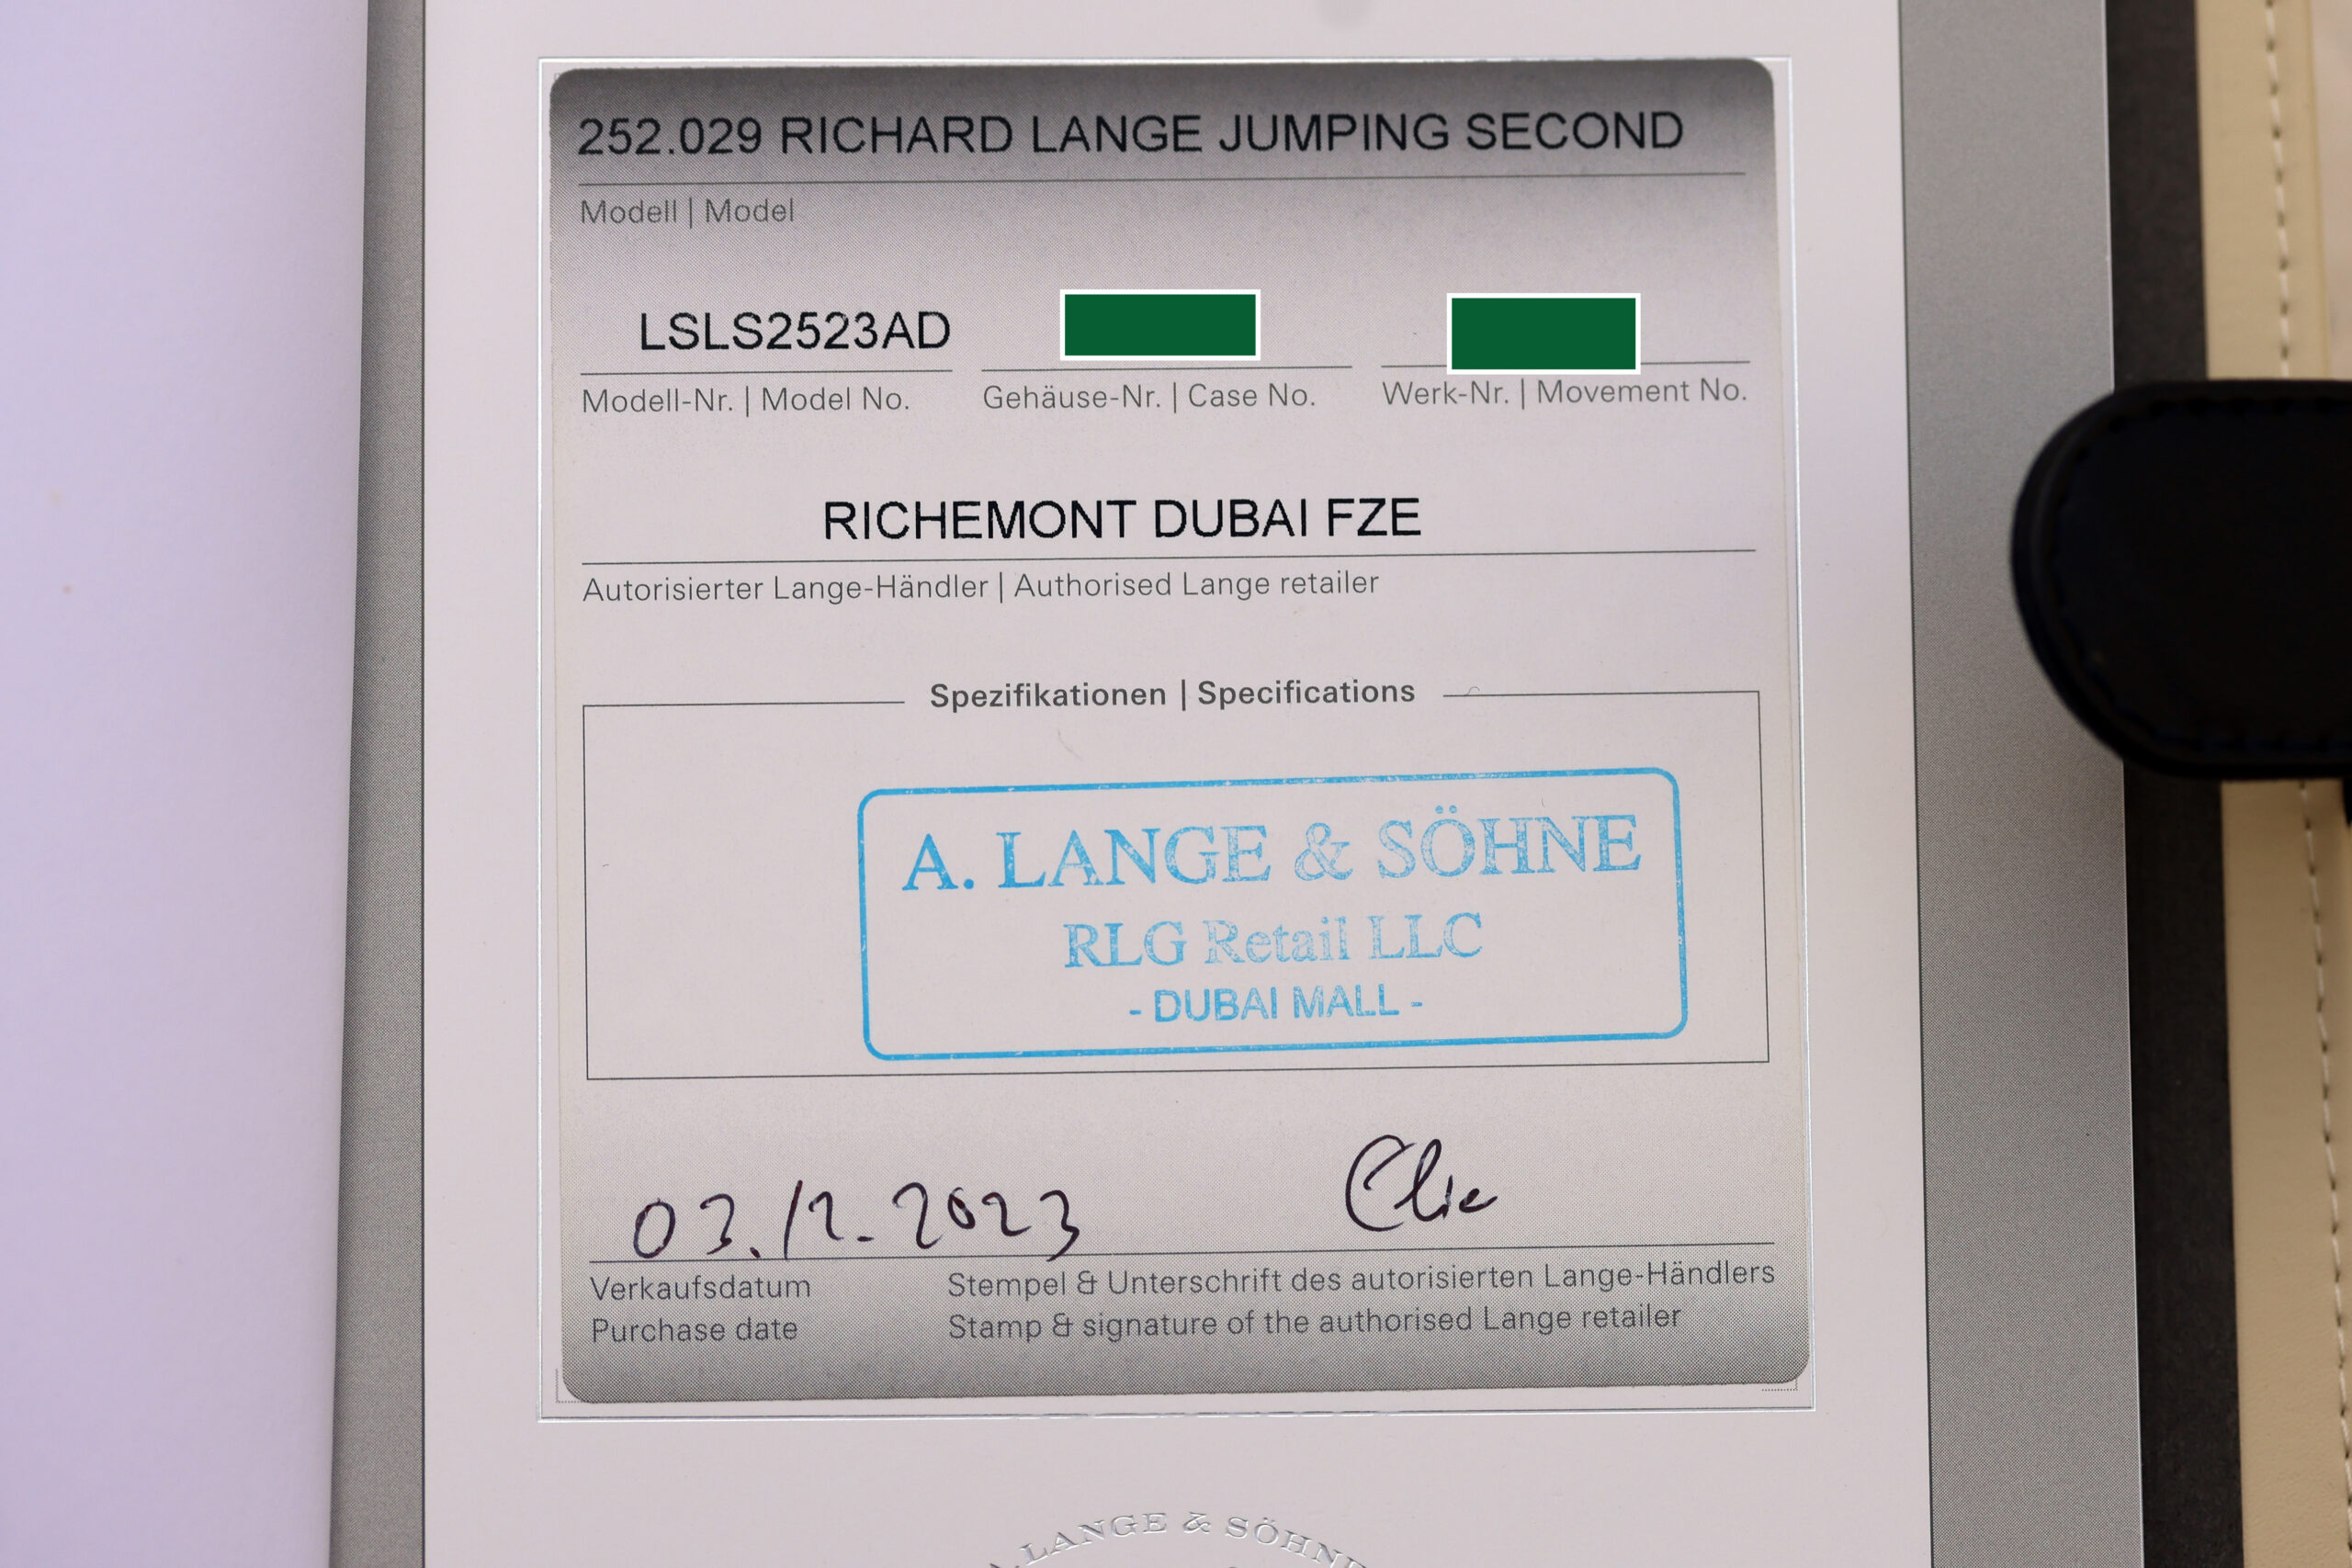 252.029 RICHARD LANGE JUMPING SECOND
Modell | Model
LSLS2523AD
Modell-Nr. | Model No. Gehäuse-Nr. | Case No. Werk-Nr. | Movement No.
RICHEMONT DUBAI FZE
Autorisierter Lange-Händler | Authorised Lange retailer
Spezifikationen | Specifications
A. LANGE & SÖHNE
RLG Retail LLC
- DUBAI MALL -
03.12.2023
Verkaufsdatum Stempel & Unterschrift des autorisierten Lange-Händlers
Purchase date Stamp & signature of the authorised Lange retailer
A. LANGE & SÖHNE